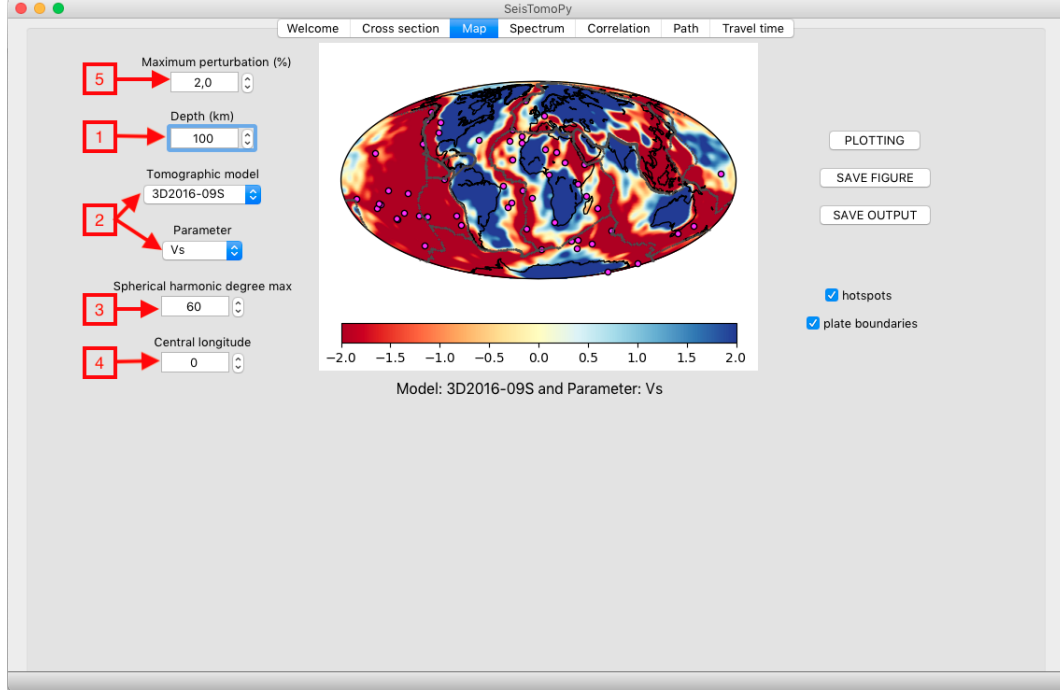 SeisTomoPy
Welcome Cross section Map Spectrum Correlation Path Travel time
Maximum perturbation (%)
5
2,0
Depth (km)
1
100
Tomographic model
3D2016-09S
2
Parameter
Vs
Spherical harmonic degree max
3
60
Central longitude
4
0
−2.0 −1.5 −1.0 −0.5 0.0 0.5 1.0 1.5 2.0
Model: 3D2016-09S and Parameter: Vs
PLOTTING
SAVE FIGURE
SAVE OUTPUT
hotspots
plate boundaries